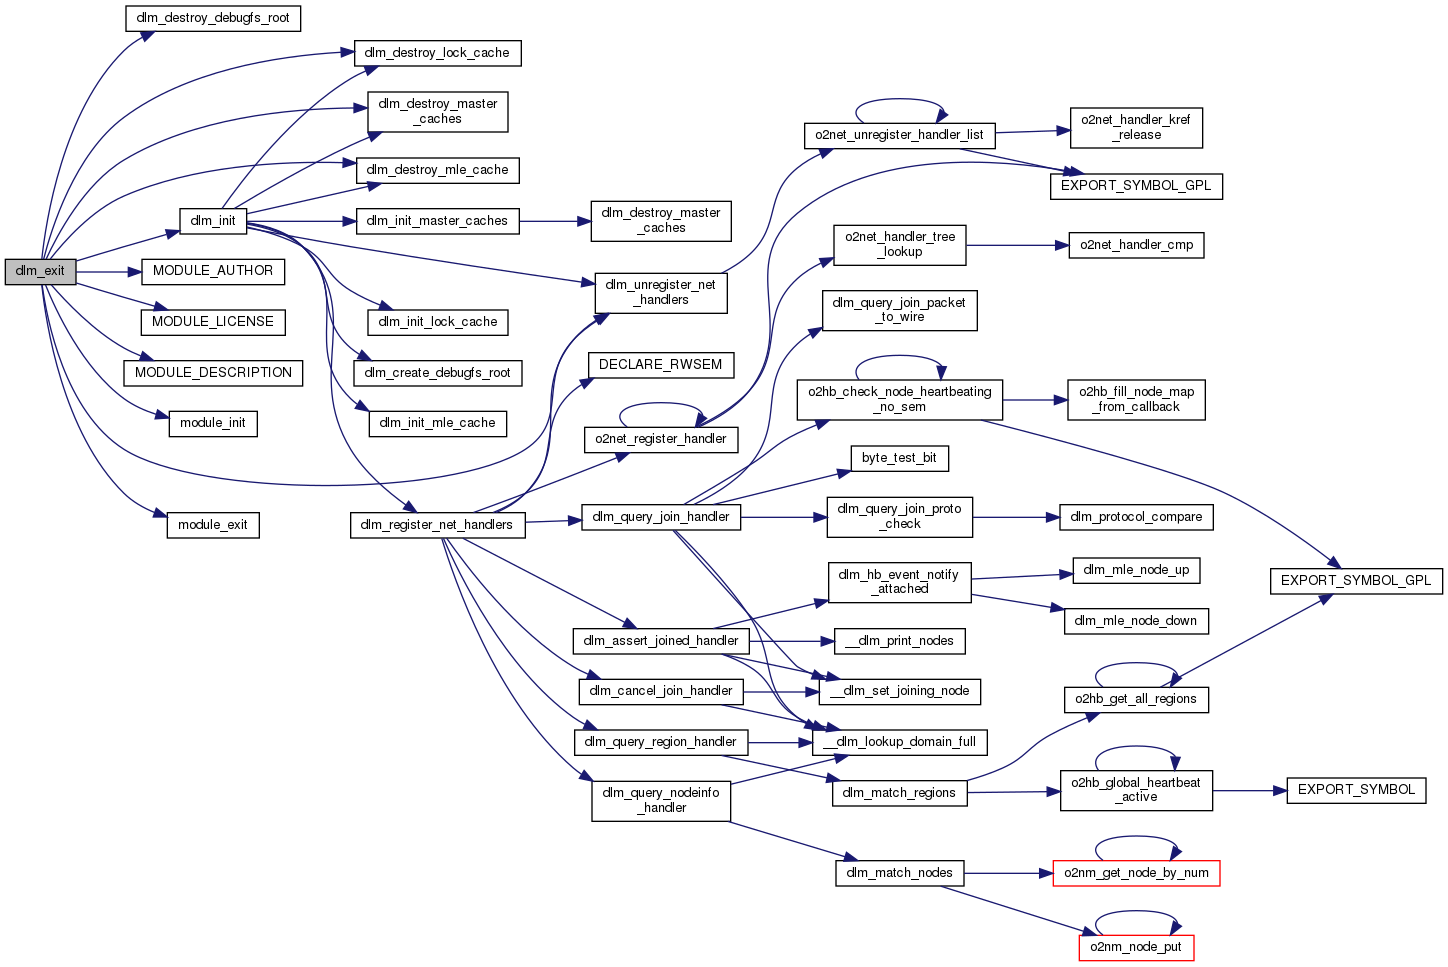 dlm_exit
dlm_destroy_debugfs_root
dlm_destroy_lock_cache
dlm_destroy_master
_caches
dlm_destroy_mle_cache
dlm_init
MODULE_AUTHOR
MODULE_LICENSE
MODULE_DESCRIPTION
module_init
module_exit
dlm_init_master_caches
dlm_init_lock_cache
dlm_create_debugfs_root
dlm_init_mle_cache
dlm_register_net_handlers
dlm_destroy_master
_caches
dlm_unregister_net
_handlers
DECLARE_RWSEM
o2net_register_handler
dlm_query_join_handler
dlm_assert_joined_handler
dlm_cancel_join_handler
dlm_query_region_handler
dlm_query_nodeinfo
_handler
o2net_unregister_handler_list
o2net_handler_tree
_lookup
dlm_query_join_packet
_to_wire
o2hb_check_node_heartbeating
_no_sem
byte_test_bit
dlm_query_join_proto
_check
dlm_hb_event_notify
_attached
__dlm_print_nodes
__dlm_set_joining_node
__dlm_lookup_domain_full
dlm_match_regions
dlm_match_nodes
o2net_handler_kref
_release
EXPORT_SYMBOL_GPL
o2net_handler_cmp
o2hb_fill_node_map
_from_callback
dlm_protocol_compare
dlm_mle_node_up
dlm_mle_node_down
o2hb_get_all_regions
o2hb_global_heartbeat
_active
o2nm_get_node_by_num
o2nm_node_put
EXPORT_SYMBOL_GPL
EXPORT_SYMBOL